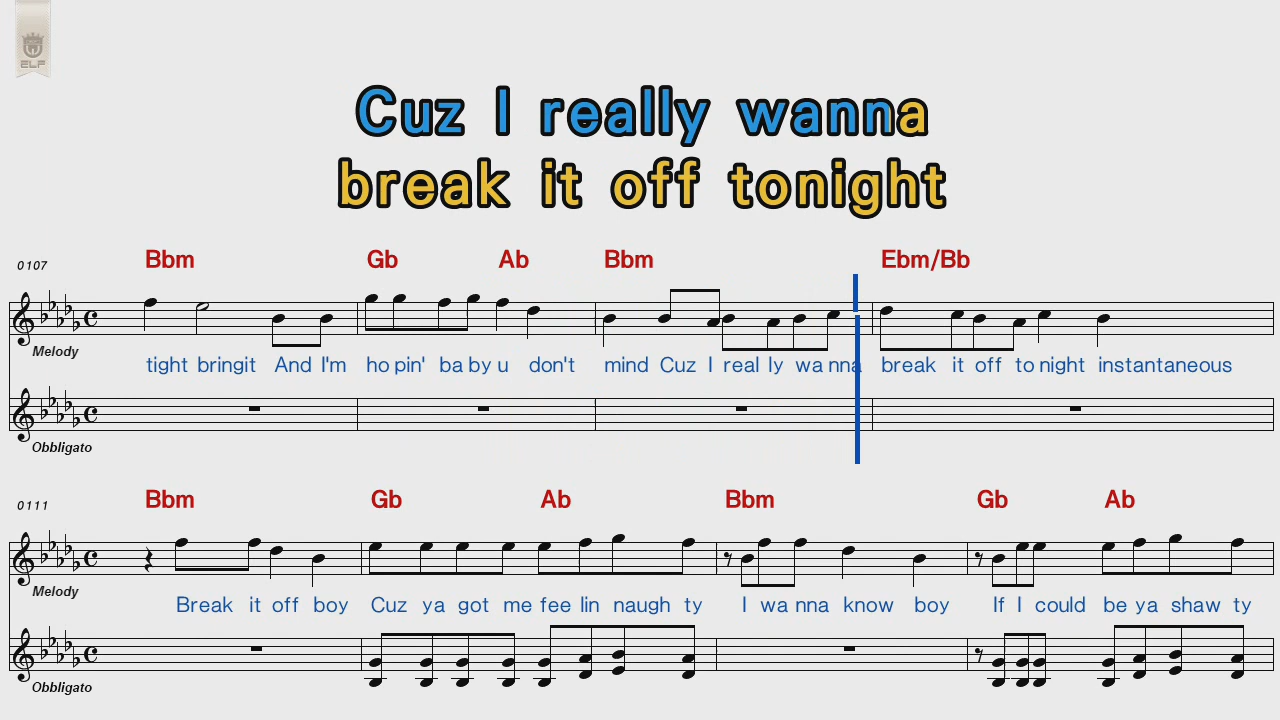 ELF
Cuz I really wanna
break it off tonight
0107 Bbm Gb Ab Bbm Ebm/Bb
Melody
tight bringit And I'm ho pin' ba by u don't mind Cuz I real ly wa nna break it off to night instantaneous
Obbligato
0111 Bbm Gb Ab Bbm Gb Ab
Melody
Break it off boy Cuz ya got me fee lin naugh ty I wa nna know boy If I could be ya shaw ty
Obbligato